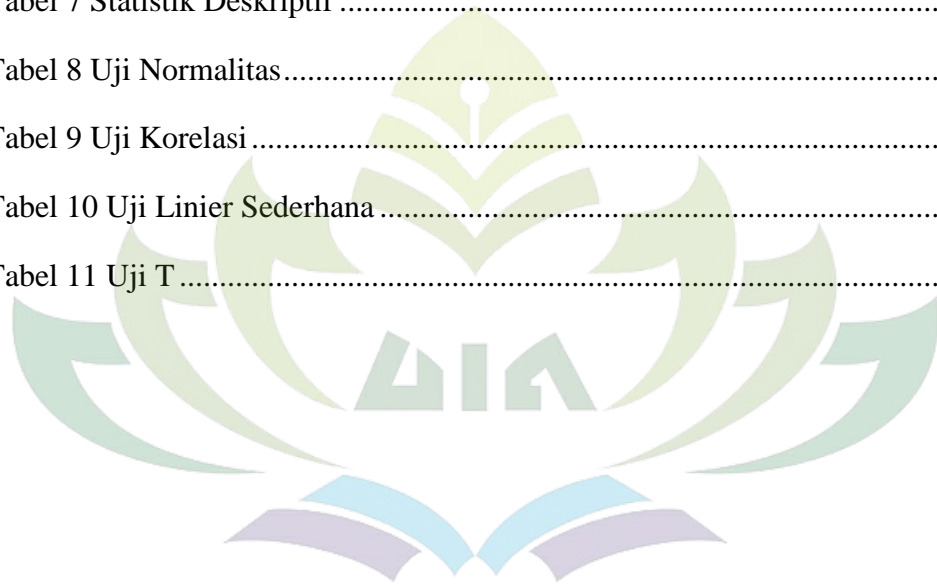 Tabel 7 Statistik Deskriptif ........................................................................
Tabel 8 Uji Normalitas...............................................................................
Tabel 9 Uji Korelasi...................................................................................
Tabel 10 Uji Linier Sederhana ...................................................................
Tabel 11 Uji T............................................................................................
UIN